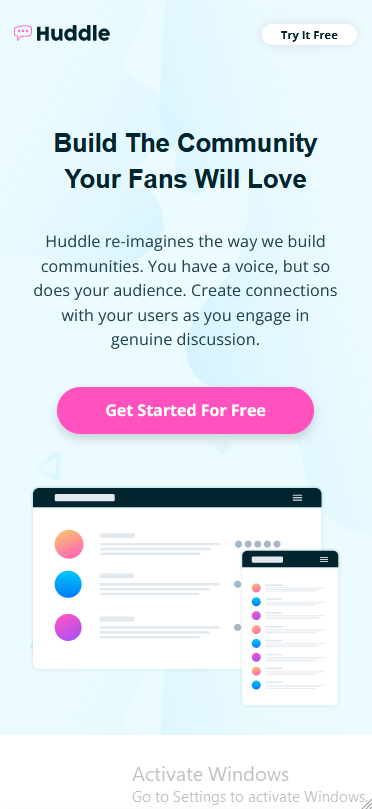 Huddle
Try It Free
Build The Community
Your Fans Will Love
Huddle re-imagines the way we build
communities. You have a voice, but so
does your audience. Create connections
with your users as you engage in
genuine discussion.
Get Started For Free
Activate Windows
Go to Settings to activate Windows.